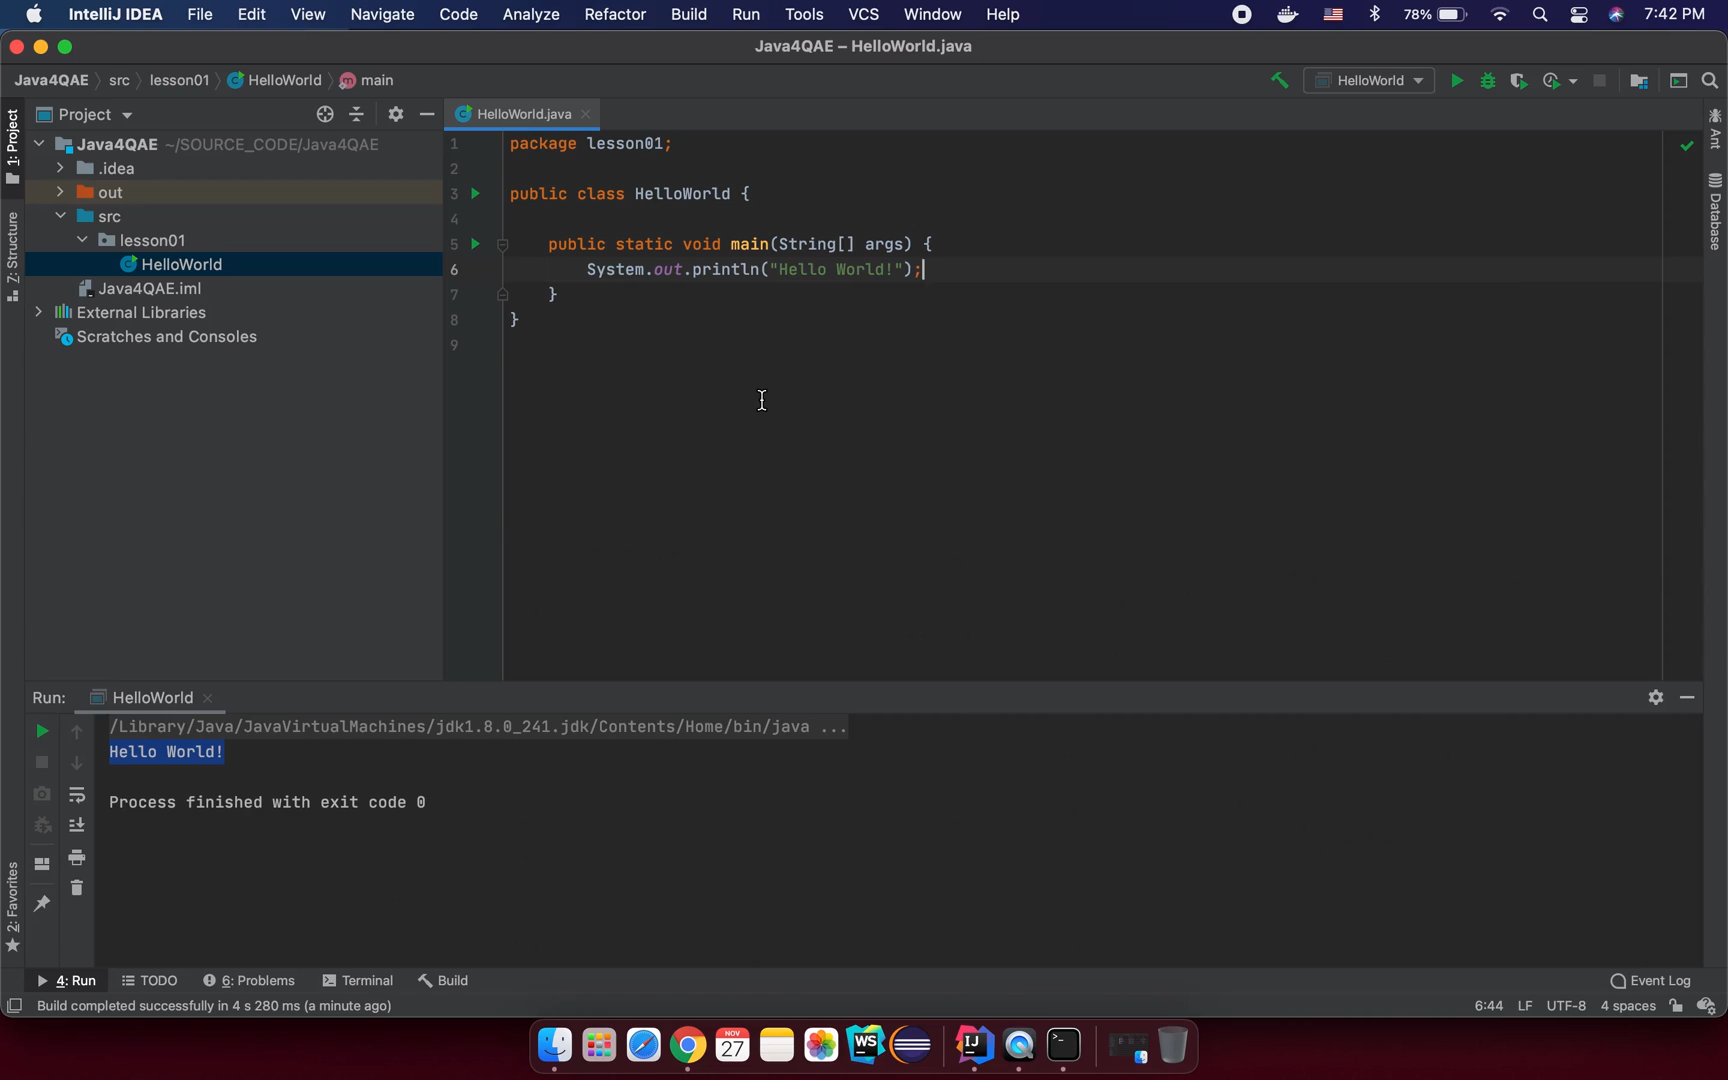 IntelliJ IDEA File Edit View Navigate Code Analyze Refactor Build Run Tools VCS Window Help 78% 7:42 PM
Java4QAE – HelloWorld.java
Java4QAE src lesson01 HelloWorld main HelloWorld
Project HelloWorld.java
1: Project
Z: Structure
2: Favorites
Ant
Database
Java4QAE ~/SOURCE_CODE/Java4QAE
.idea
out
src
lesson01
HelloWorld
Java4QAE.iml
External Libraries
Scratches and Consoles
1 package lesson01;
2
3 public class HelloWorld {
4
5 public static void main(String[] args) {
6 System.out.println("Hello World!");
7 }
8 }
9
Run: HelloWorld
/Library/Java/JavaVirtualMachines/jdk1.8.0_241.jdk/Contents/Home/bin/java ...
Hello World!
Process finished with exit code 0
4: Run TODO 6: Problems Terminal Build Event Log
Build completed successfully in 4 s 280 ms (a minute ago) 6:44 LF UTF-8 4 spaces
NOV
27
WS
IJ